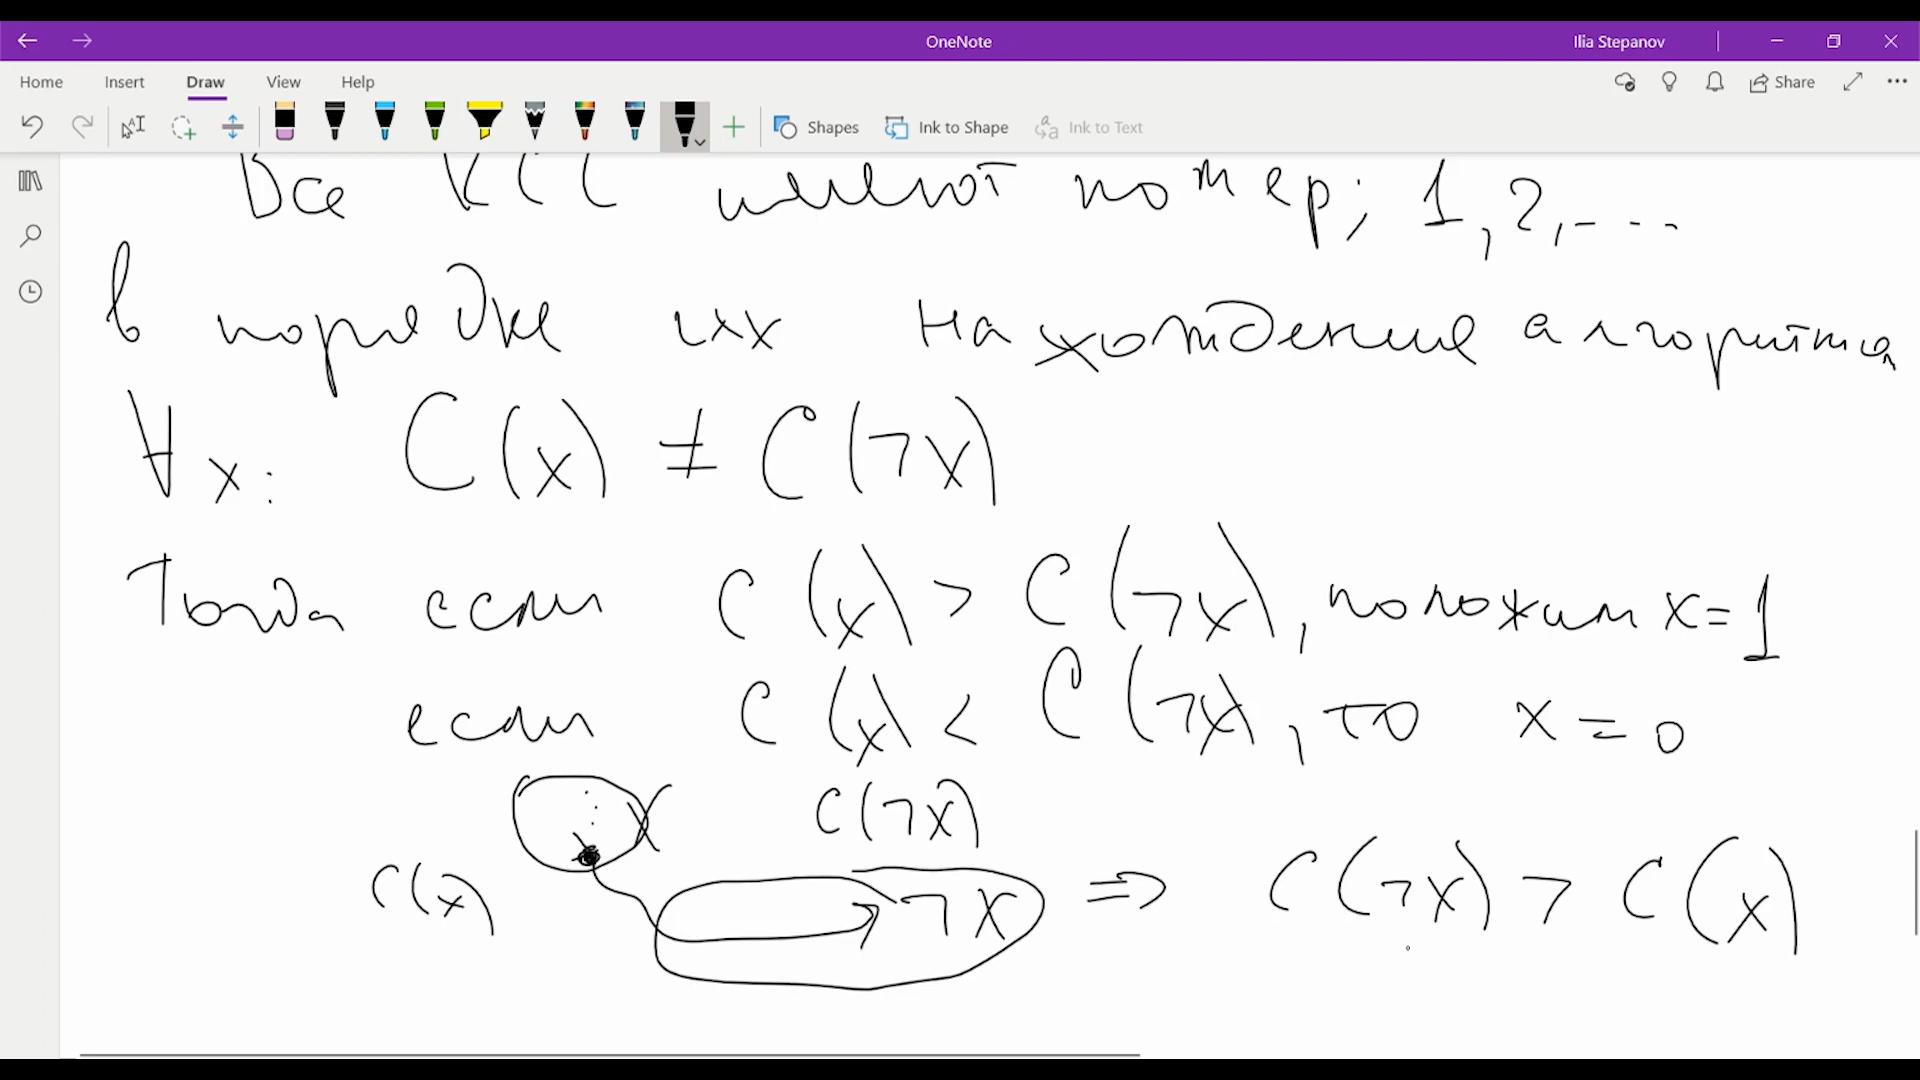 OneNote
Ilia Stepanov
Home Insert Draw View Help
Share
Shapes Ink to Shape Ink to Text
Все КСС имеют номер; 1, 2, ...
в порядке их нахождение алгоритма
∀x: C(x) ≠ C(¬x)
Тогда если C(x) > C(¬x), положим x = 1
если C(x) < C(¬x), то x = 0
x C(¬x)
C(x) ¬x ⇒ C(¬x) > C(x)